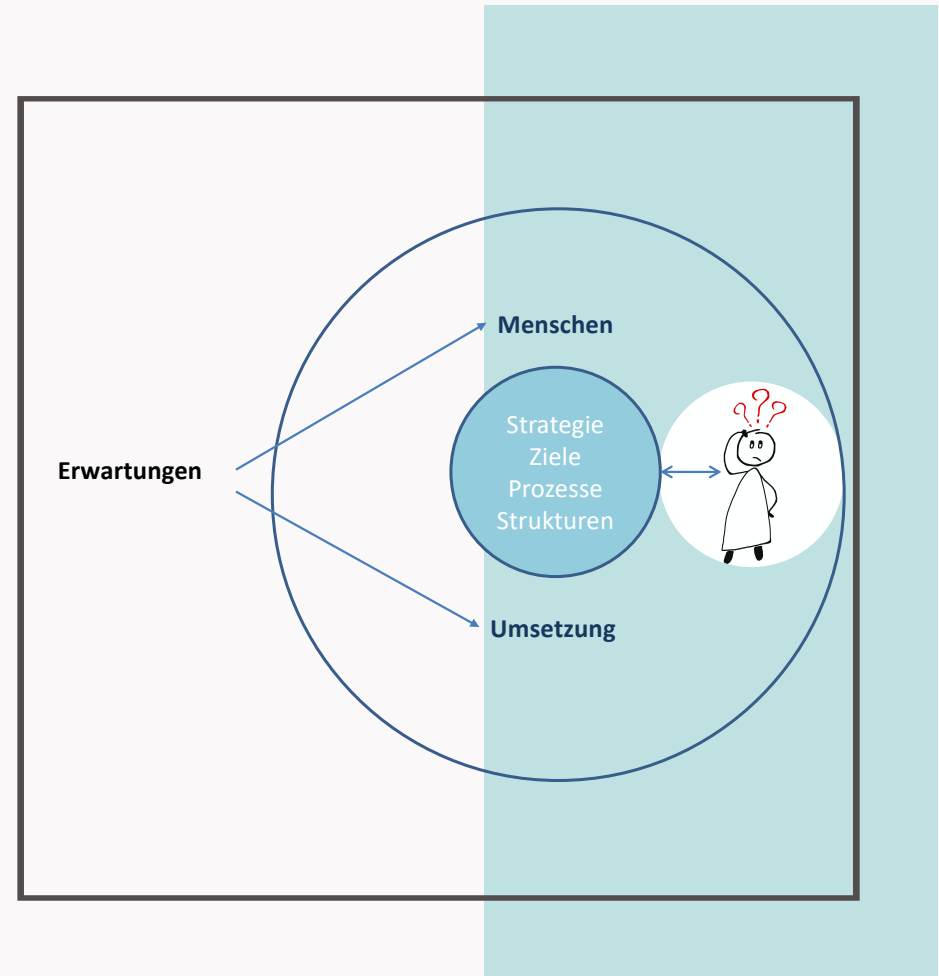 Menschen
Strategie
Ziele
Prozesse
Strukturen
Erwartungen
Umsetzung
???